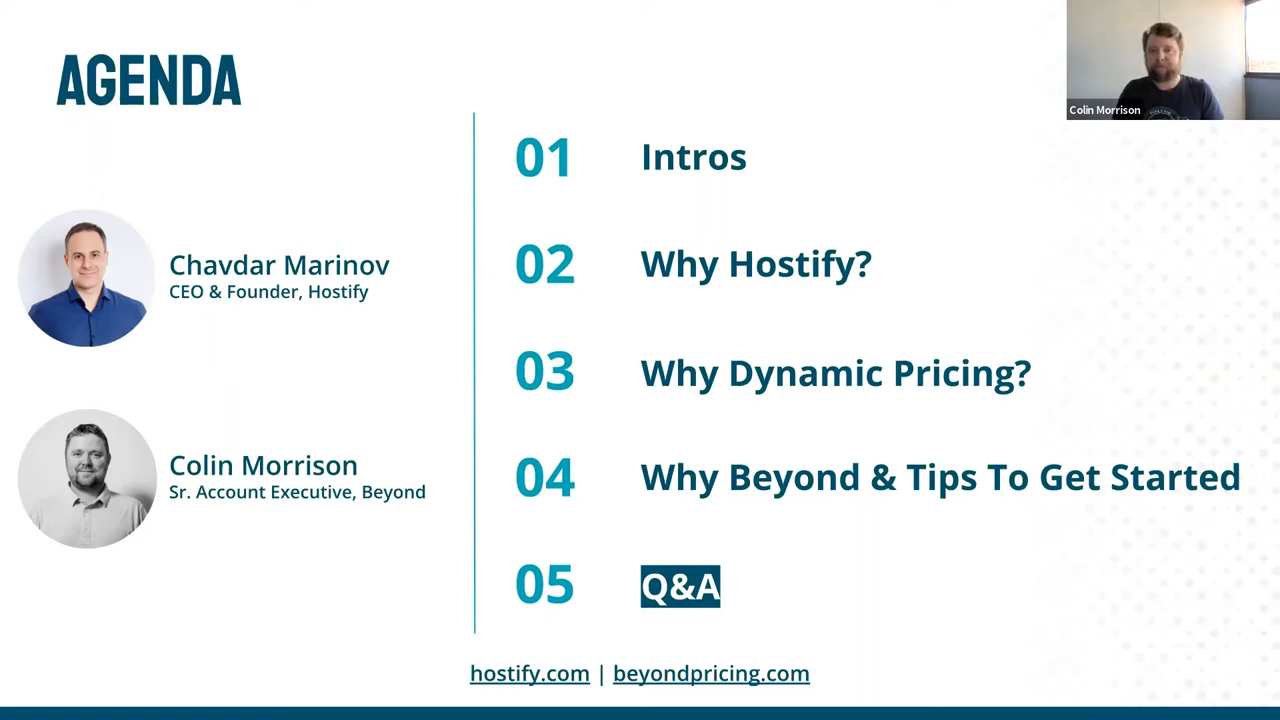 AGENDA
Colin Morrison
01 Intros
02 Why Hostify?
Chavdar Marinov
CEO & Founder, Hostify
03 Why Dynamic Pricing?
04 Why Beyond & Tips To Get Started
Colin Morrison
Sr. Account Executive, Beyond
05 Q&A
hostify.com | beyondpricing.com